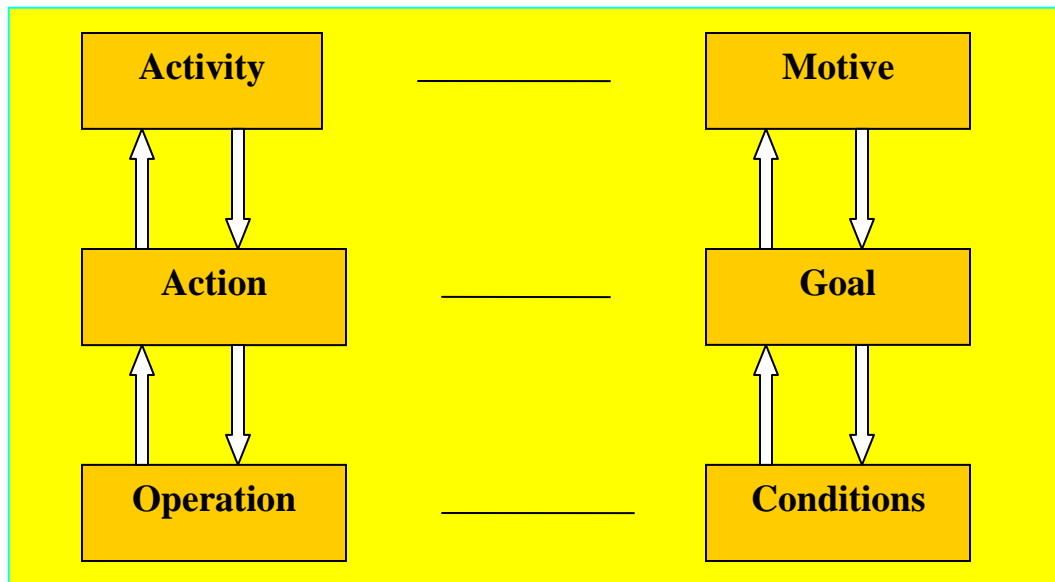 Activity
Motive
Action
Goal
Operation
Conditions